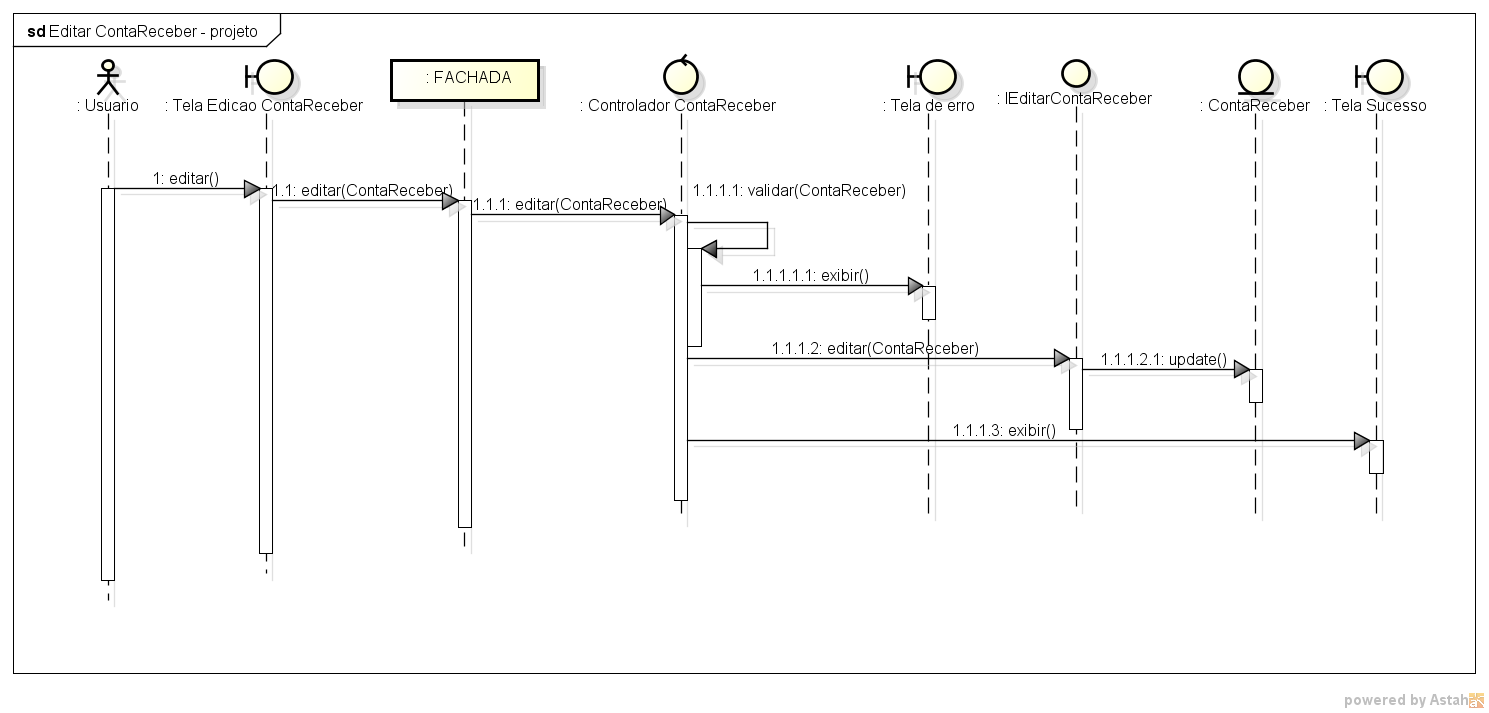 sd Editar ContaReceber - projeto
: Usuario
: Tela Edicao ContaReceber
: FACHADA
: Controlador ContaReceber
: Tela de erro
: IEditarContaReceber
: ContaReceber
: Tela Sucesso
1: editar()
1.1: editar(ContaReceber)
1.1.1: editar(ContaReceber)
1.1.1.1: validar(ContaReceber)
1.1.1.1.1: exibir()
1.1.1.2: editar(ContaReceber)
1.1.1.2.1: update()
1.1.1.3: exibir()
powered by Astah